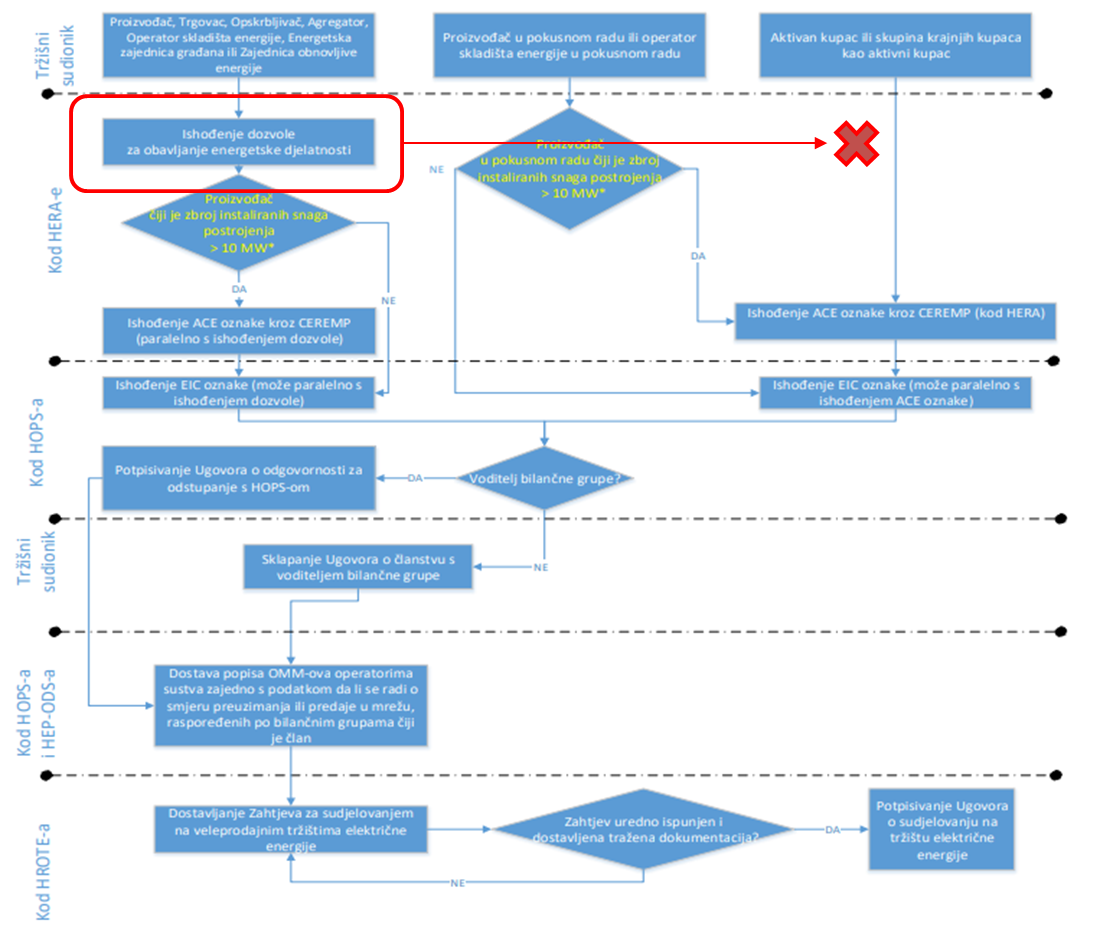 Tržišni
sudionik
Proizvođač, Trgovac, Opskrbljivač, Agregator,
Operator skladišta energije, Energetska
zajednica građana ili Zajednica obnovljive
energije
Proizvođač u pokusnom radu ili operator
skladišta energije u pokusnom radu
Aktivan kupac ili skupina krajnjih kupaca
kao aktivni kupac
Kod HERA-e
Ishođenje dozvole
za obavljanje energetske djelatnosti
Proizvođač
čiji je zbroj instaliranih snaga
postrojenja
> 10 MW*
DA
NE
Proizvođač
u pokusnom radu čiji je zbroj
instaliranih snaga postrojenja
> 10 MW*
NE
DA
Ishođenje ACE oznake kroz CEREMP
(paralelno s ishođenjem dozvole)
Ishođenje ACE oznake kroz CEREMP (kod HERA)
Kod HOPS-a
Ishođenje EIC oznake (može paralelno s
ishođenjem dozvole)
Ishođenje EIC oznake (može paralelno s
ishođenjem ACE oznake)
Potpisivanje Ugovora o odgovornosti za
odstupanje s HOPS-om
DA
Voditelj bilančne grupe?
Tržišni
sudionik
Sklapanje Ugovora o članstvu s
voditeljem bilančne grupe
NE
Kod HOPS-a
i HEP-ODS-a
Dostava popisa OMM-ova operatorima
sustva zajedno s podatkom da li se radi o
smjeru preuzimanja ili predaje u mrežu,
raspoređenih po bilančnim grupama čiji
je član
Kod HROTE-a
Dostavljanje Zahtjeva za sudjelovanjem
na veleprodajnim tržištima električne
energije
Zahtjev uredno ispunjen i
dostavljena tražena dokumentacija?
DA
NE
Potpisivanje Ugovora
o sudjelovanju na
tržištu električne
energije